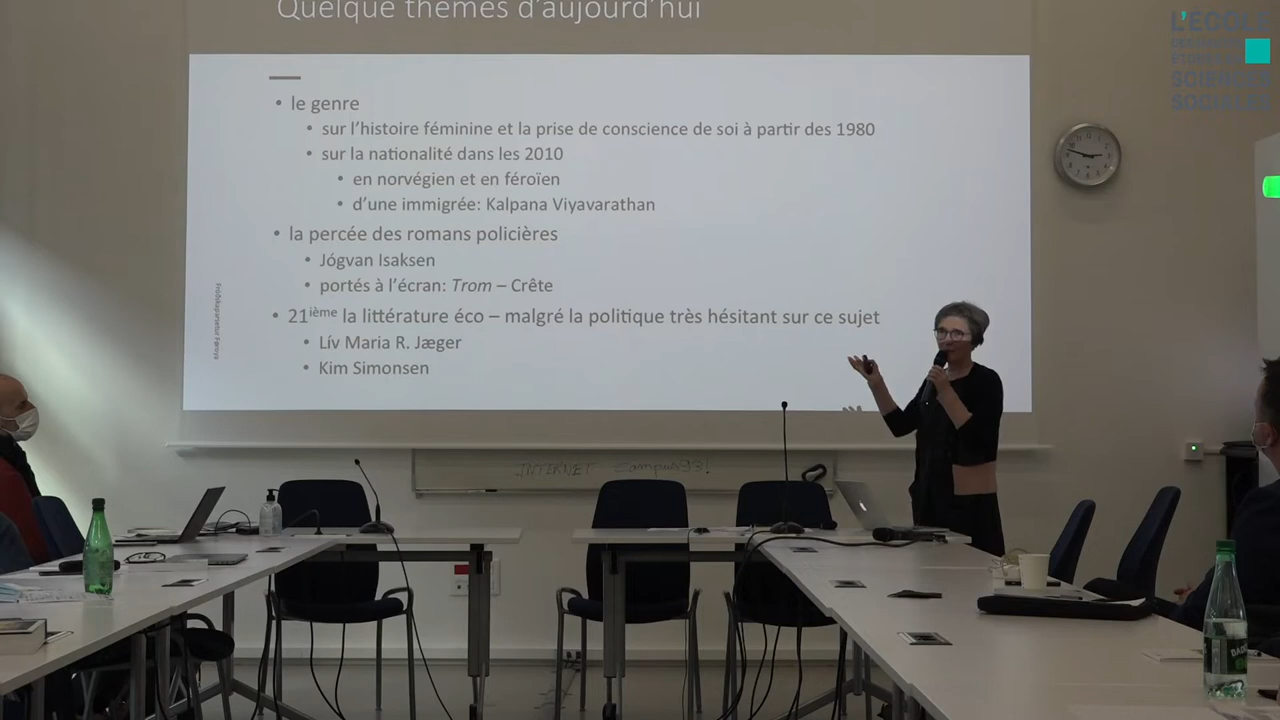 Quelque thèmes d'aujourd'hui
L'ÉCOLE
SCIENCES
SOCIALES
• le genre
• sur l'histoire féminine et la prise de conscience de soi à partir des 1980
• sur la nationalité dans les 2010
• en norvégien et en féroïen
• d'une immigrée: Kalpana Viyavarathan
• la percée des romans policières
• Jógvan Isaksen
• portés à l'écran: Trom – Crête
• 21ième la littérature éco – malgré la politique très hésitant sur ce sujet
• Lív Maria R. Jæger
• Kim Simonsen
INTERNET Campus93!